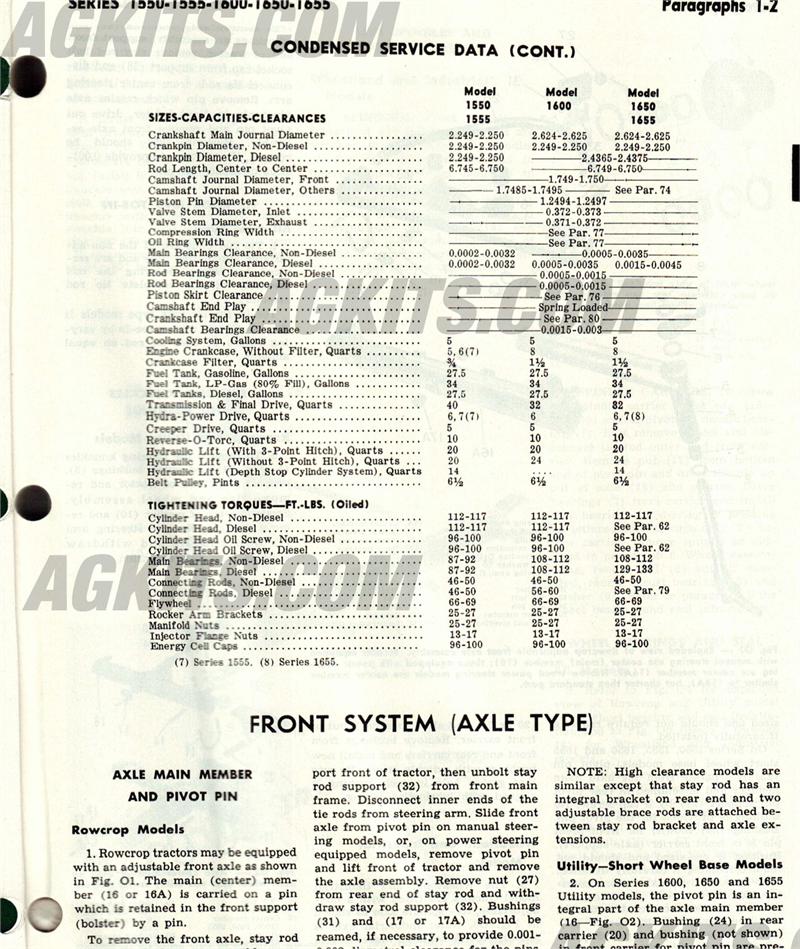 SERIES 1550-1555-1600-1650-1655
Paragraphs 1-2
AGKITS.COM
CONDENSED SERVICE DATA (CONT.)
Model Model Model
1550 1600 1650
SIZES-CAPACITIES-CLEARANCES 1555 1655
Crankshaft Main Journal Diameter 2.249-2.250 2.624-2.625 2.624-2.625
Crankpin Diameter, Non-Diesel 2.249-2.250 2.249-2.250 2.249-2.250
Crankpin Diameter, Diesel 2.249-2.250 2.4365-2.4375
Rod Length, Center to Center 6.745-6.750 6.749-6.750
Camshaft Journal Diameter, Front 1.749-1.750
Camshaft Journal Diameter, Others 1.7485-1.7495 See Par. 74
Piston Pin Diameter 1.2494-1.2497
Valve Stem Diameter, Inlet 0.372-0.373
Valve Stem Diameter, Exhaust 0.371-0.372
Compression Ring Width See Par. 77
Oil Ring Width See Par. 77
Main Bearings Clearance, Non-Diesel 0.0002-0.0032 0.0005-0.0035
Main Bearings Clearance, Diesel 0.0002-0.0032 0.0005-0.0035 0.0015-0.0045
Rod Bearings Clearance, Non-Diesel 0.0005-0.0015
Rod Bearings Clearance, Diesel 0.0005-0.0015
Piston Skirt Clearance See Par. 76
Camshaft End Play Spring Loaded
Crankshaft End Play See Par. 80
Camshaft Bearings Clearance 0.0015-0.003
AGKITS.COM
Cooling System, Gallons 5 5 5
Engine Crankcase, Without Filter, Quarts 5, 6(7) 8 8
Crankcase Filter, Quarts ¾ 1½ 1½
Fuel Tank, Gasoline, Gallons 27.5 27.5 27.5
Fuel Tank, LP-Gas (80% Fill), Gallons 34 34 34
Fuel Tanks, Diesel, Gallons 27.5 27.5 27.5
Transmission & Final Drive, Quarts 40 32 32
Hydra-Power Drive, Quarts 6, 7(7) 6 6, 7(8)
Creeper Drive, Quarts 5 5 5
Reverse-O-Torc, Quarts 10 10 10
Hydraulic Lift (With 3-Point Hitch), Quarts 20 20 20
Hydraulic Lift (Without 3-Point Hitch), Quarts ... 20 24 24
Hydraulic Lift (Depth Stop Cylinder System), Quarts 14 .... 14
Belt Pulley, Pints 6½ 6½ 6½
TIGHTENING TORQUES—FT.-LBS. (Oiled)
Cylinder Head, Non-Diesel 112-117 112-117 112-117
Cylinder Head, Diesel 112-117 112-117 See Par. 62
Cylinder Head Oil Screw, Non-Diesel 96-100 96-100 96-100
Cylinder Head Oil Screw, Diesel 96-100 96-100 See Par. 62
Main Bearings, Non-Diesel 87-92 108-112 108-112
Main Bearings, Diesel 87-92 108-112 129-133
Connecting Rods, Non-Diesel 46-50 46-50 46-50
Connecting Rods, Diesel 46-50 56-60 See Par. 79
Flywheel 66-69 66-69 66-69
Rocker Arm Brackets 25-27 25-27 25-27
Manifold Nuts 25-27 25-27 25-27
Injector Flange Nuts 13-17 13-17 13-17
Energy Cell Caps 96-100 96-100 96-100
AGKITS.COM
(7) Series 1555. (8) Series 1655.
FRONT SYSTEM (AXLE TYPE)
AXLE MAIN MEMBER
AND PIVOT PIN
Rowcrop Models
1. Rowcrop tractors may be equipped
with an adjustable front axle as shown
in Fig. O1. The main (center) mem-
ber (16 or 16A) is carried on a pin
which is retained in the front support
(bolster) by a pin.
To remove the front axle, stay rod
port front of tractor, then unbolt stay
rod support (32) from front main
frame. Disconnect inner ends of the
tie rods from steering arm. Slide front
axle from pivot pin on manual steer-
ing models, or, on power steering
equipped models, remove pivot pin
and lift front of tractor and remove
the axle assembly. Remove nut (27)
from rear end of stay rod and with-
draw stay rod support (32). Bushings
(31) and (17 or 17A) should be
reamed, if necessary, to provide 0.001-
NOTE: High clearance models are
similar except that stay rod has an
integral bracket on rear end and two
adjustable brace rods are attached be-
tween stay rod bracket and axle ex-
tensions.
Utility—Short Wheel Base Models
2. On Series 1600, 1650 and 1655
Utility models, the pivot pin is an in-
tegral part of the axle main member
(16—Fig. O2). Bushing (24) in rear
carrier (20) and bushing (not shown)
in front carrier for pivot pin are pre-